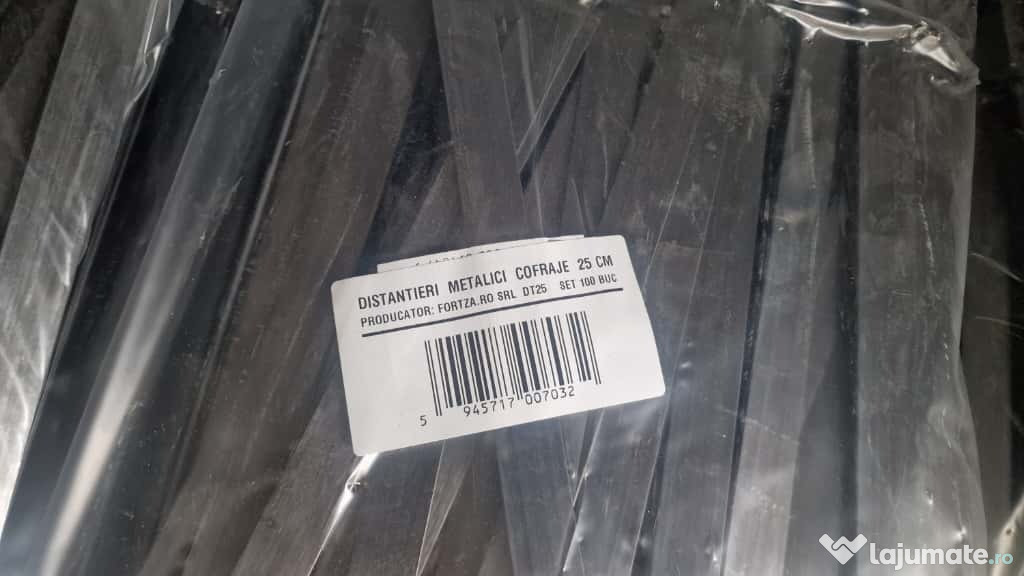 DISTANTIERI METALICI COFRAJE 25 CM
PRODUCATOR: FORTZA.RO SRL DT25 SET 100 BUC
5 945717 007032
lajumate.ro